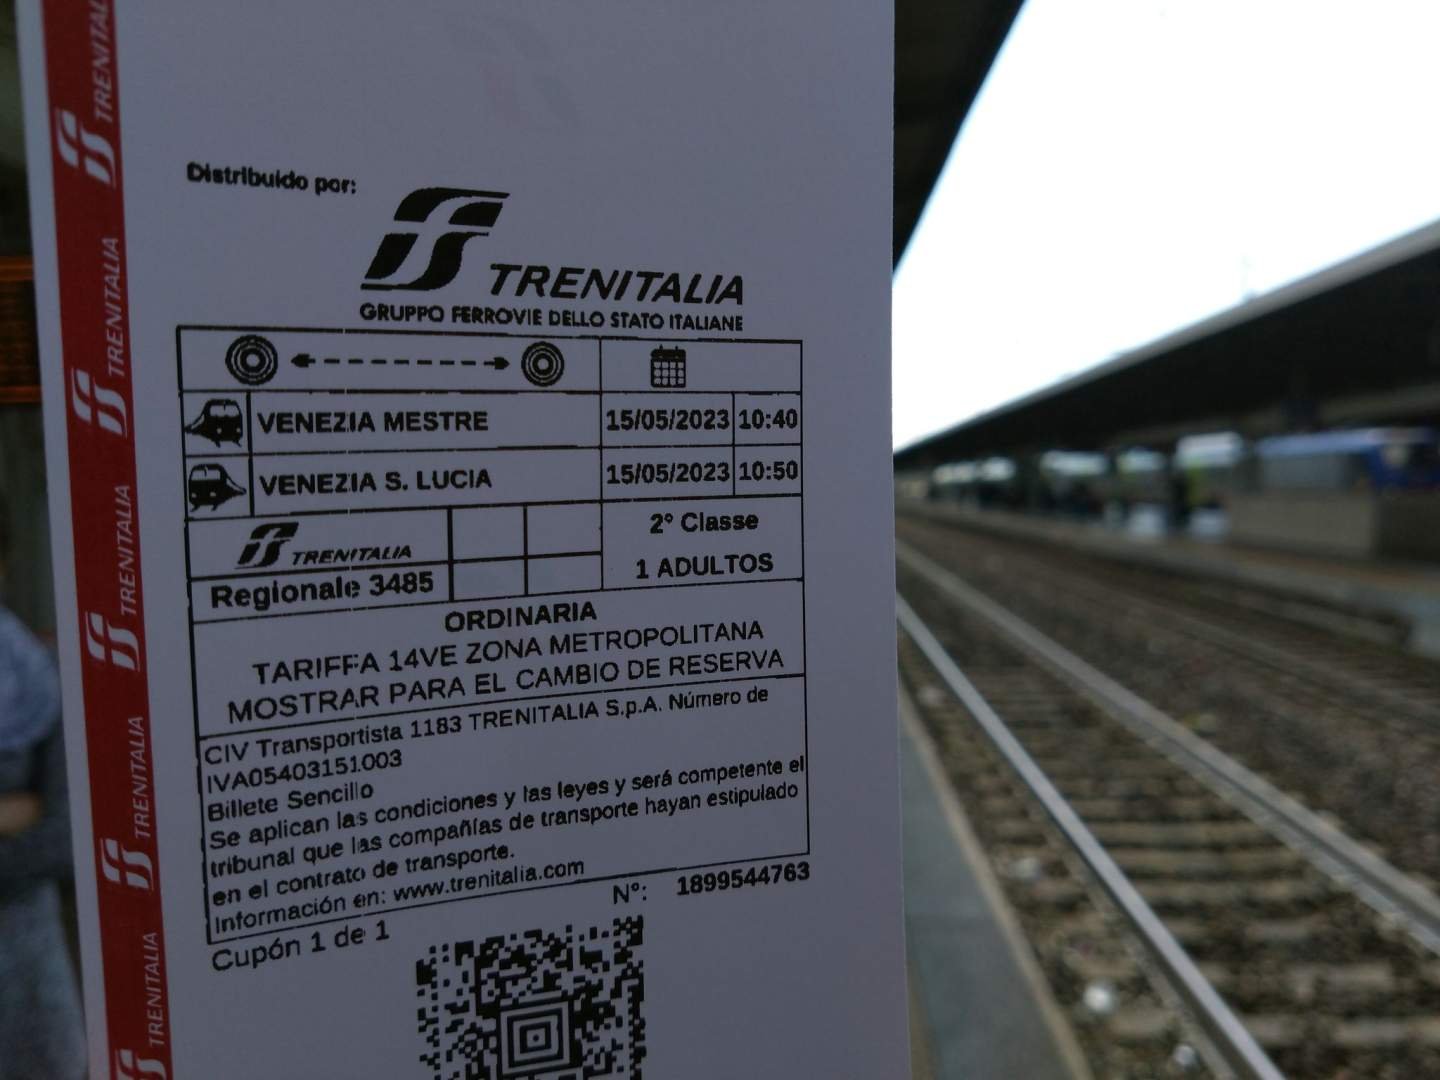 TRENITALIA
TRENITALIA
TRENITALIA
TRENITALIA
TRENITALIA
Distribuido por:
TRENITALIA
GRUPPO FERROVIE DELLO STATO ITALIANE
VENEZIA MESTRE 15/05/2023 10:40
VENEZIA S. LUCIA 15/05/2023 10:50
TRENITALIA
Regionale 3485
2° Classe
1 ADULTOS
ORDINARIA
TARIFFA 14VE ZONA METROPOLITANA
MOSTRAR PARA EL CAMBIO DE RESERVA
CIV Transportista 1183 TRENITALIA S.p.A. Número de
IVA05403151003
Billete Sencillo
Se aplican las condiciones y las leyes y será competente el
tribunal que las compañías de transporte hayan estipulado
en el contrato de transporte.
Información en: www.trenitalia.com
Nº: 1899544763
Cupón 1 de 1